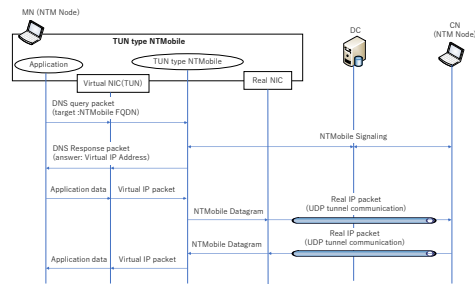 MN (NTM Node)
TUN type NTMobile
Application
Virtual NIC(TUN)
TUN type NTMobile
Real NIC
DC
CN
(NTM Node)
DNS query packet
(target :NTMobile FQDN)
NTMobile Signaling
DNS Response packet
(answer: Virtual IP Address)
Application data
Virtual IP packet
NTMobile Datagram
Real IP packet
(UDP tunnel communication)
Real IP packet
(UDP tunnel communication)
NTMobile Datagram
Application data
Virtual IP packet